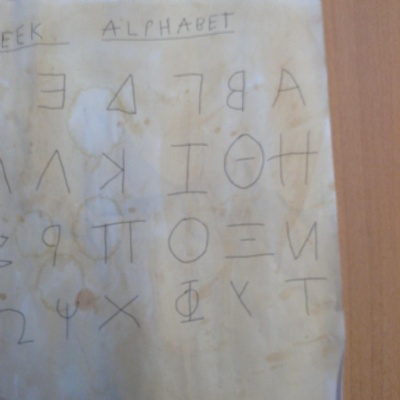 EEK. ALPHABET
Α Β Γ Δ Ε
Η Θ Ι Κ Λ
Ν Ξ Ο Π Ρ
Τ Υ Φ Χ Ψ Ω